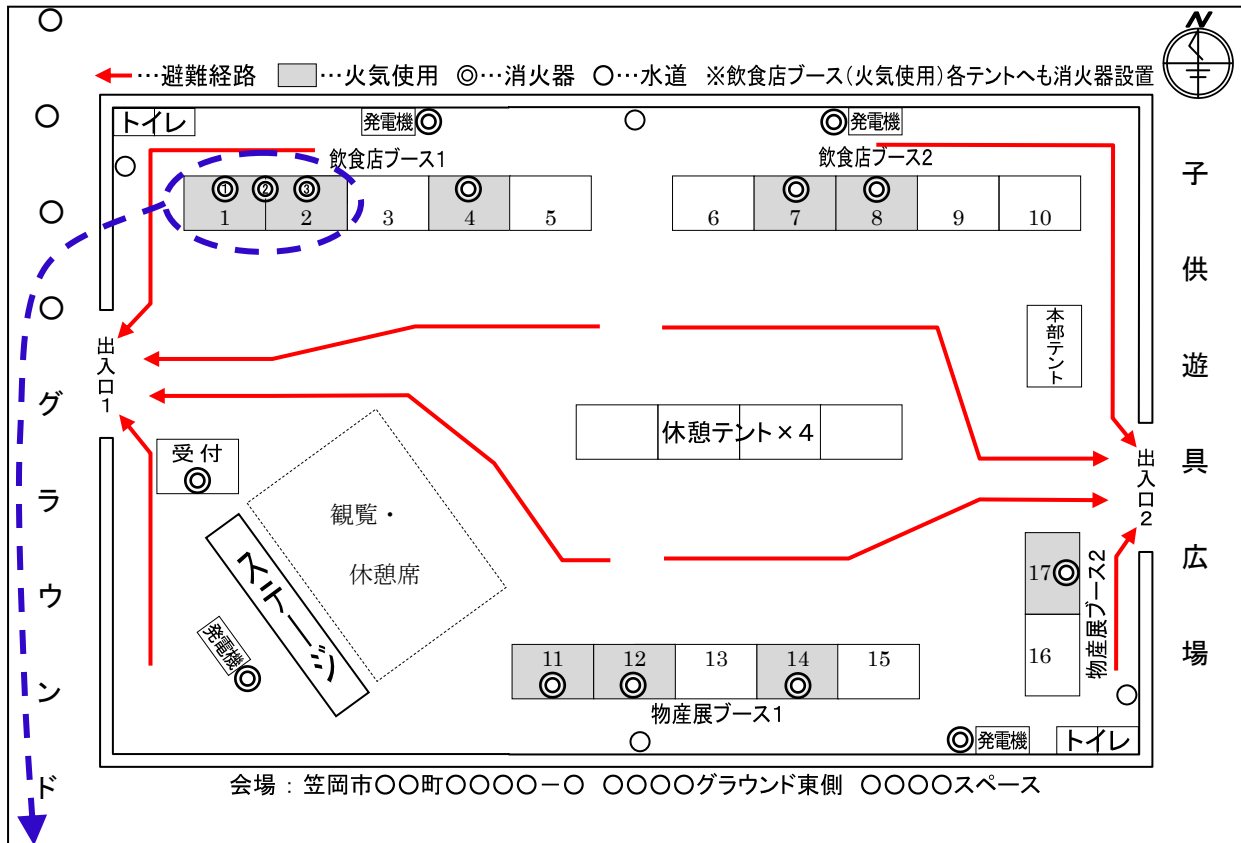 N
…避難経路 …火気使用 ◎…消火器 ○…水道 ※飲食店ブース(火気使用)各テントへも消火器設置
トイレ
発電機
発電機
飲食店ブース1
飲食店ブース2
① ② ③
1 2 3 4 5
6 7 8 9 10
○○○○グラウンド
子供遊具広場
出入口1
本部テント
休憩テント×4
受付
観覧・
休憩席
ステージ
発電機
出入口2
17
16
物産展ブース2
11 12 13 14 15
物産展ブース1
発電機
トイレ
会場:笠岡市○○町○○○○-○ ○○○○グラウンド東側 ○○○○スペース